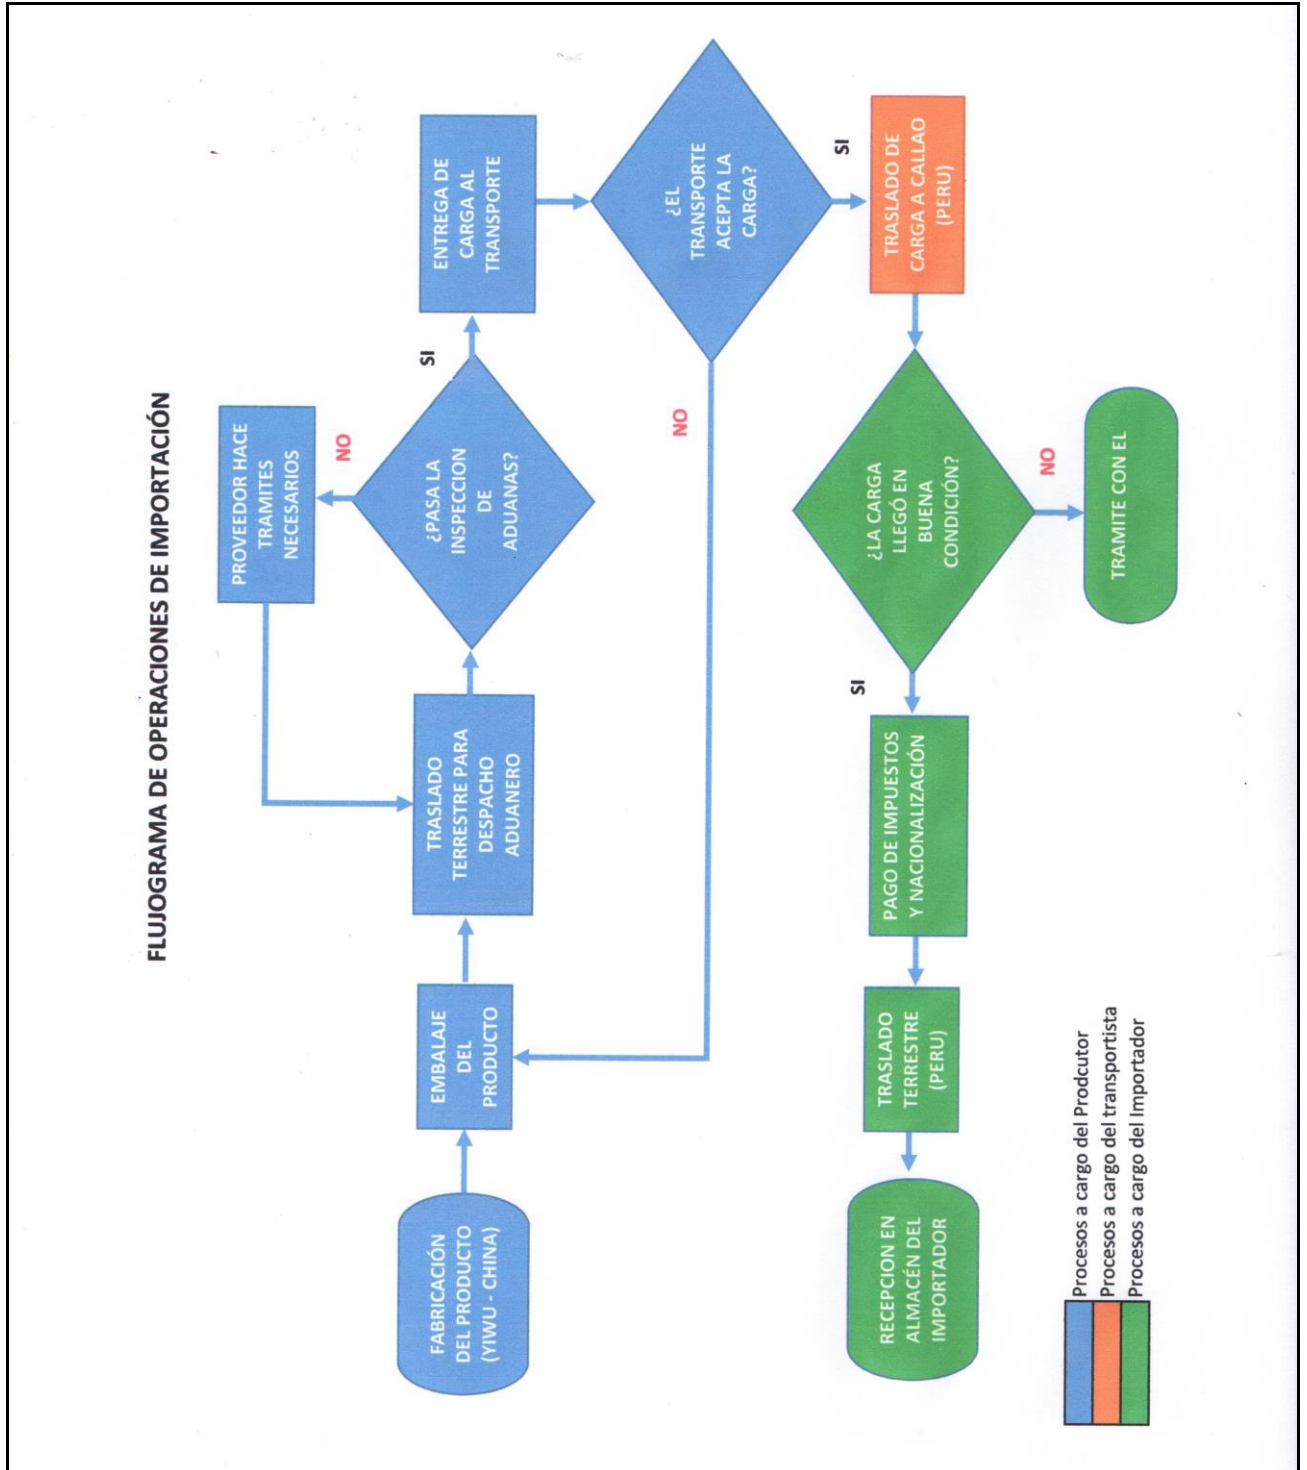 FLUJOGRAMA DE OPERACIONES DE IMPORTACIÓN
FABRICACIÓN
DEL PRODUCTO
(YIWU - CHINA)
EMBALAJE
DEL
PRODUCTO
TRASLADO
TERRESTRE PARA
DESPACHO
ADUANERO
PROVEEDOR HACE
TRAMITES
NECESARIOS
NO
¿PASA LA
INSPECCION
DE
ADUANAS?
SI
ENTREGA DE
CARGA AL
TRANSPORTE
¿EL
TRANSPORTE
ACEPTA LA
CARGA?
NO
SI
TRASLADO DE
CARGA A CALLAO
(PERU)
¿LA CARGA
LLEGÓ EN
BUENA
CONDICIÓN?
NO
TRAMITE CON EL
SI
PAGO DE IMPUESTOS
Y NACIONALIZACIÓN
TRASLADO
TERRESTRE
(PERU)
RECEPCION EN
ALMACÉN DEL
IMPORTADOR
Procesos a cargo del Prodcutor
Procesos a cargo del transportista
Procesos a cargo del Importador